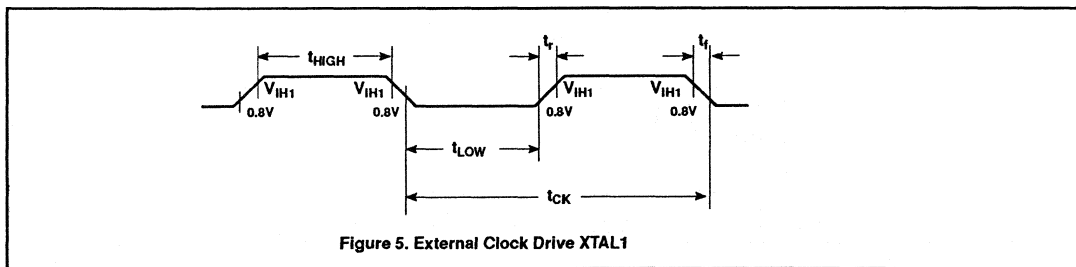 tHIGH
tr
tf
VIH1
VIH1
VIH1
VIH1
0.8V
0.8V
0.8V
0.8V
tLOW
tCK
Figure 5. External Clock Drive XTAL1